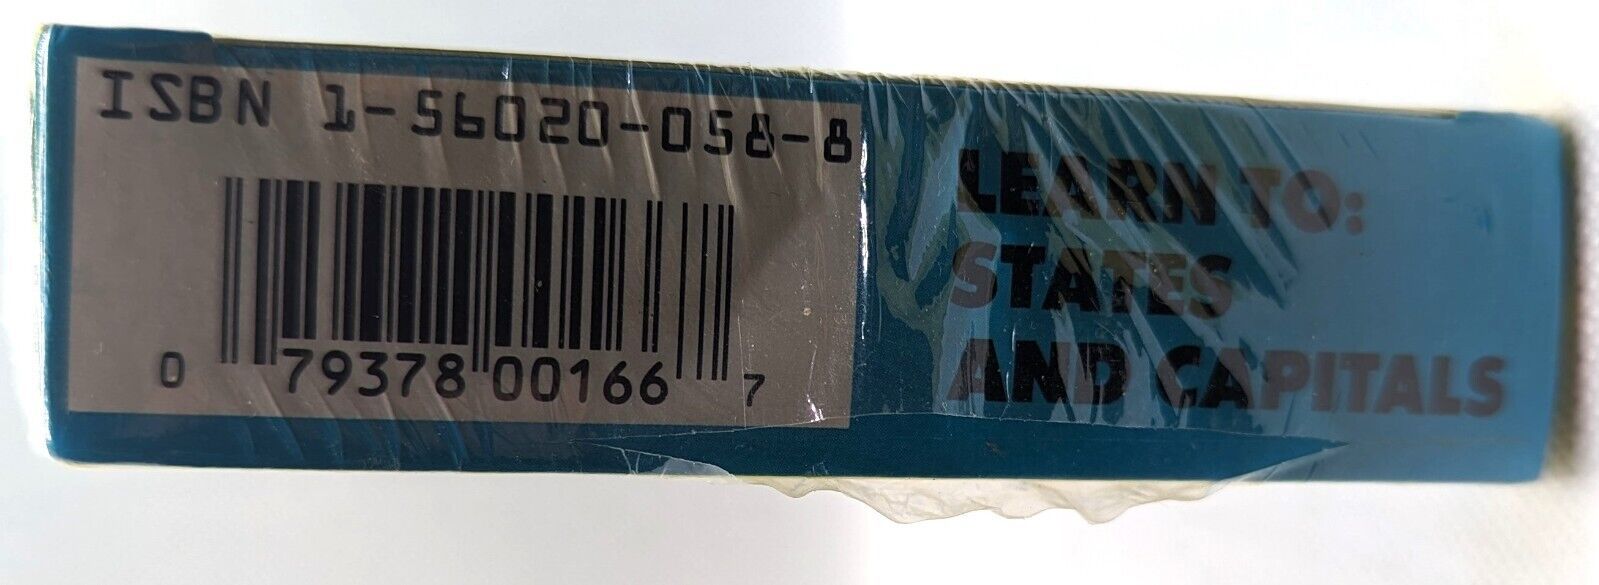 ISBN 1-56020-058-8
0 79378 00166 7
LEARN TO:
STATES
AND CAPITALS